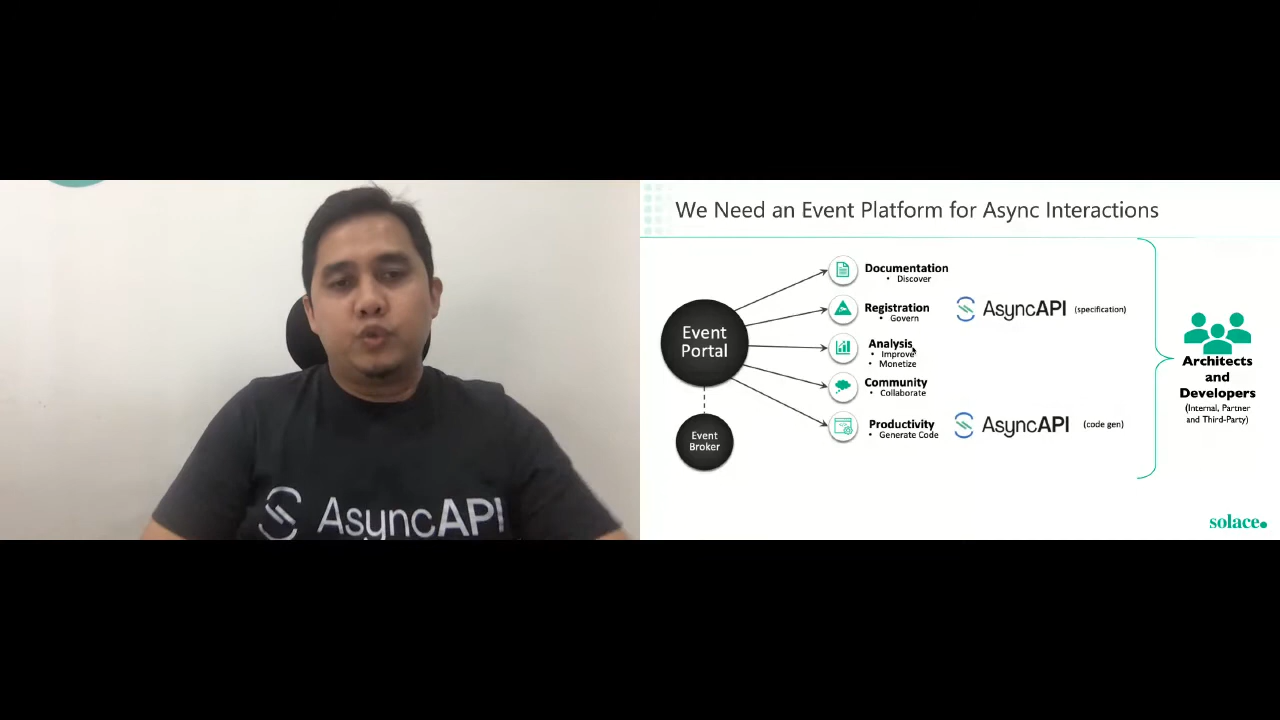 AsyncAPI
We Need an Event Platform for Async Interactions
Event
Portal
Event
Broker
Documentation
• Discover
Registration
• Govern
AsyncAPI (specification)
Analysis
• Improve
• Monetize
Community
• Collaborate
Productivity
• Generate Code
AsyncAPI (code gen)
Architects
and
Developers
(Internal, Partner
and Third-Party)
solace.